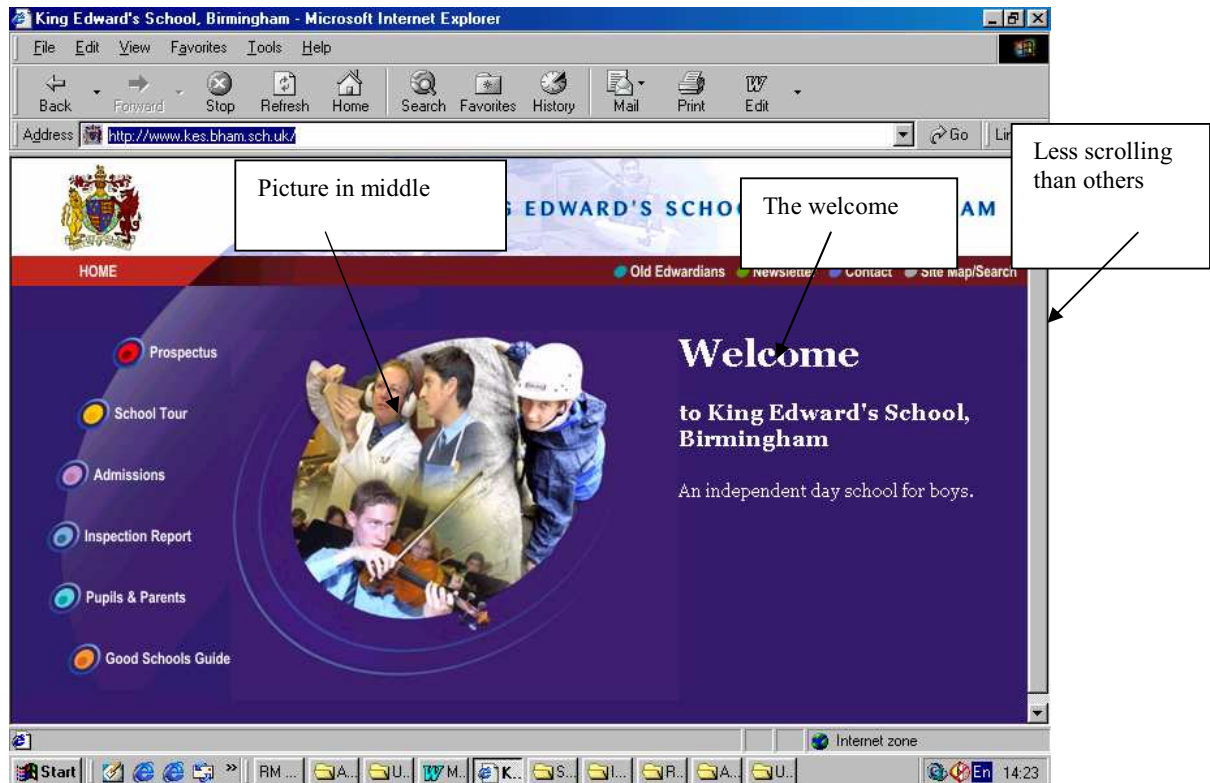 King Edward's School, Birmingham - Microsoft Internet Explorer
File Edit View Favorites Tools Help
Back Forward Stop Refresh Home Search Favorites History Mail Print Edit
Address http://www.kes.bham.sch.uk/ Go
Less scrolling
than others
Picture in middle
The welcome
EDWARD'S SCHO AM
HOME
Old Edwardians Newsletter Contact Site Map/Search
Prospectus
School Tour
Admissions
Inspection Report
Pupils & Parents
Good Schools Guide
Welcome
to King Edward's School,
Birmingham
An independent day school for boys.
Internet zone
Start » RM ... A.. U.. M.. K.. S.. I... R.. A.. U.. En 14:23